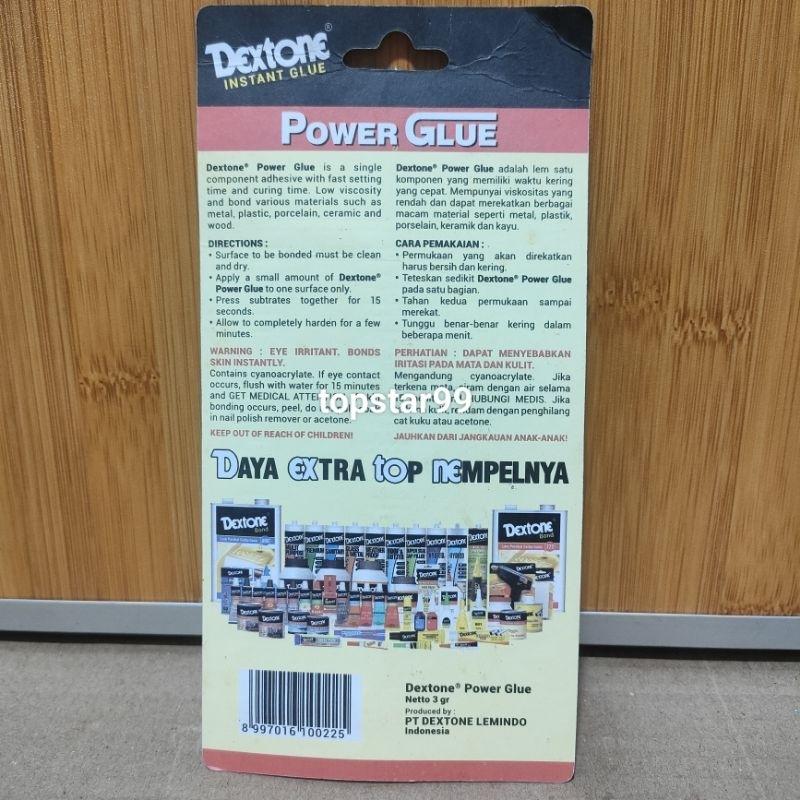 DEXTONE®
INSTANT GLUE
POWER GLUE
Dextone® Power Glue is a single
component adhesive with fast setting
time and curing time. Low viscosity
and bond various materials such as
metal, plastic, porcelain, ceramic and
wood.
DIRECTIONS :
• Surface to be bonded must be clean
and dry.
• Apply a small amount of Dextone®
Power Glue to one surface only.
• Press subtrates together for 15
seconds.
• Allow to completely harden for a few
minutes.
WARNING : EYE IRRITANT. BONDS
SKIN INSTANTLY.
Contains cyanoacrylate. If eye contact
occurs, flush with water for 15 minutes
and GET MEDICAL
bonding occurs, peel, do
in nail polish remover or acetone.
KEEP OUT OF REACH OF CHILDREN!
Dextone® Power Glue adalah lem satu
komponen yang memiliki waktu kering
yang cepat. Mempunyai viskositas yang
rendah dan dapat merekatkan berbagai
macam material seperti metal, plastik,
porselain, keramik dan kayu.
CARA PEMAKAIAN :
• Permukaan yang akan direkatkan
harus bersih dan kering.
• Teteskan sedikit Dextone® Power Glue
pada satu bagian.
• Tahan kedua permukaan sampai
merekat.
• Tunggu benar-benar kering dalam
beberapa menit.
PERHATIAN : DAPAT MENYEBABKAN
IRITASI PADA MATA DAN KULIT.
Mengandung cyanoacrylate. Jika
terkena mata, siram dengan air selama
HUBUNGI MEDIS. Jika
kulit, rendam dengan penghilang
cat kuku atau acetone.
JAUHKAN DARI JANGKAUAN ANAK-ANAK!
topstar99
DAYA EXTRA TOP NEMPELNYA
DEXTONE
Bond
DEXTONE
Bond
8 997016 100225
Dextone® Power Glue
Netto 3 gr
Produced by :
PT DEXTONE LEMINDO
Indonesia